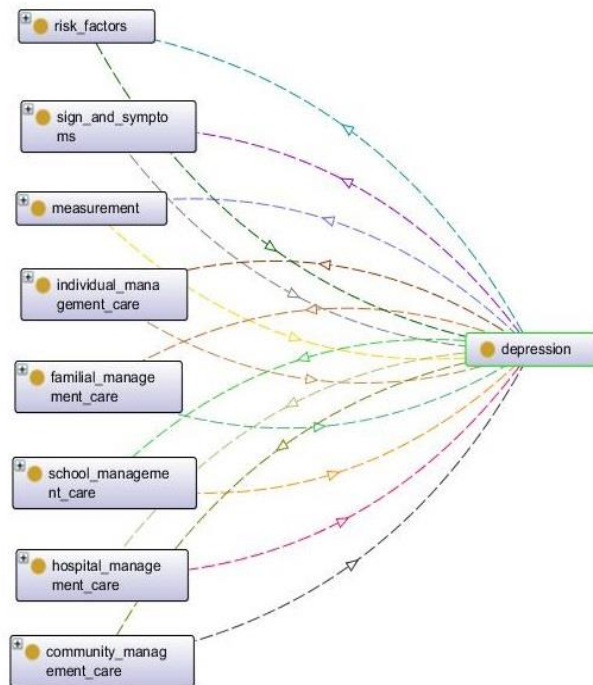 risk_factors
sign_and_sympto
ms
measurement
individual_mana
gement_care
depression
familial_manage
ment_care
school_manageme
nt_care
hospital_manage
ment_care
community_manag
ement_care